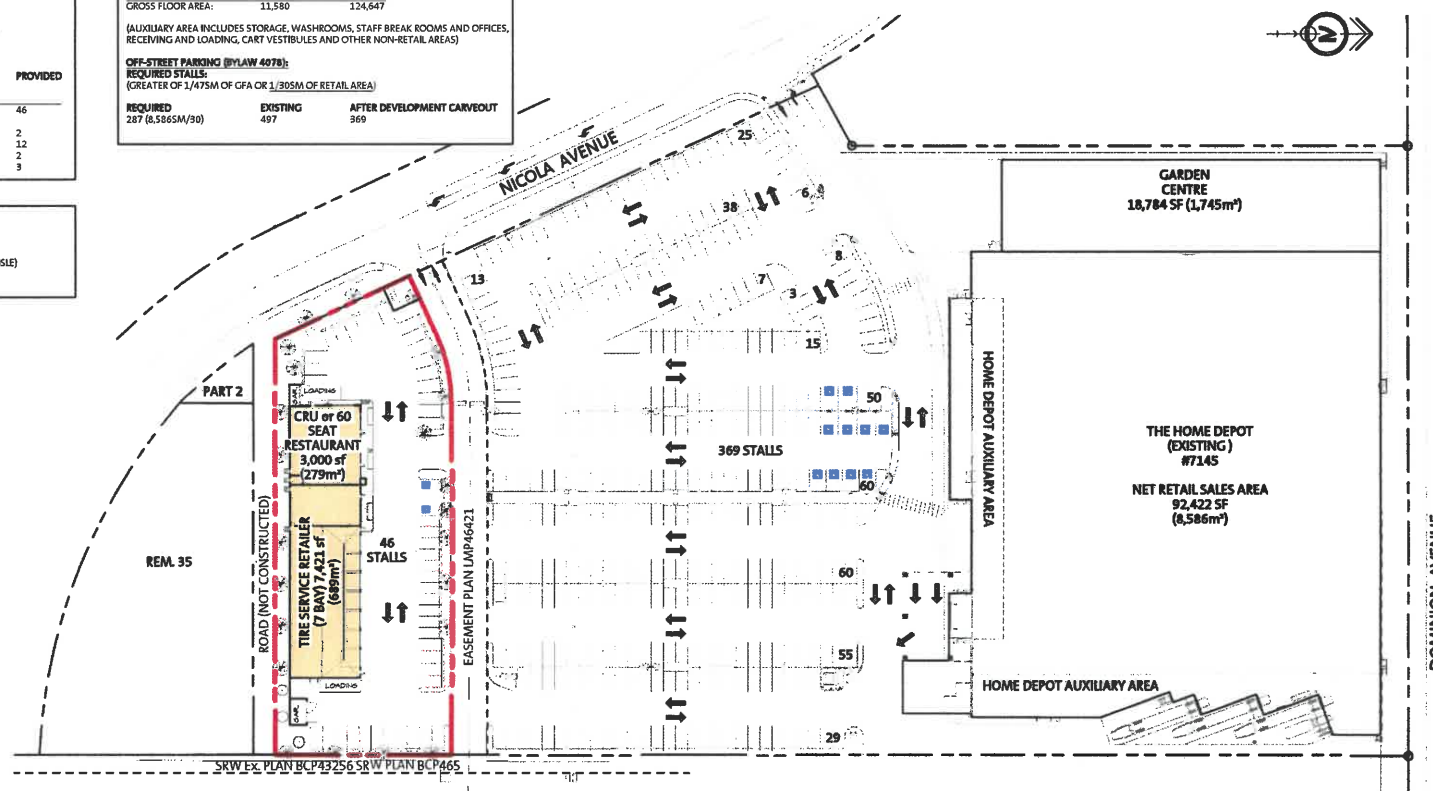 GROSS FLOOR AREA: 11,580 124,647
(AUXILIARY AREA INCLUDES STORAGE, WASHROOMS, STAFF BREAK ROOMS AND OFFICES,
RECEIVING AND LOADING, CART VESTIBULES AND OTHER NON-RETAIL AREAS)
OFF-STREET PARKING (BYLAW 4078):
REQUIRED STALLS:
(GREATER OF 1/47SM OF GFA OR 1/30SM OF RETAIL AREA)
REQUIRED EXISTING AFTER DEVELOPMENT CARVEOUT
287 (8,586SM/30) 497 369
PROVIDED
46
2
12
2
3
SLE)
N
NICOLA AVENUE
25
6
38
13
7
8
3
15
50
369 STALLS
60
60
55
29
GARDEN
CENTRE
18,784 SF (1,745m²)
HOME DEPOT AUXILIARY AREA
THE HOME DEPOT
(EXISTING )
#7145
NET RETAIL SALES AREA
92,422 SF
(8,586m²)
HOME DEPOT AUXILIARY AREA
DOMINION AVENUE
PART 2
REM. 35
ROAD (NOT CONSTRUCTED)
GAR.
LOADING
CRU or 60
SEAT
RESTAURANT
3,000 sf
(279m²)
TIRE SERVICE RETAILER
(7 BAY) 7,421 sf
(689m²)
46
STALLS
LOADING
GAR.
EASEMENT PLAN LMP46421
SRW Ex. PLAN BCP43256 SRW PLAN BCP465